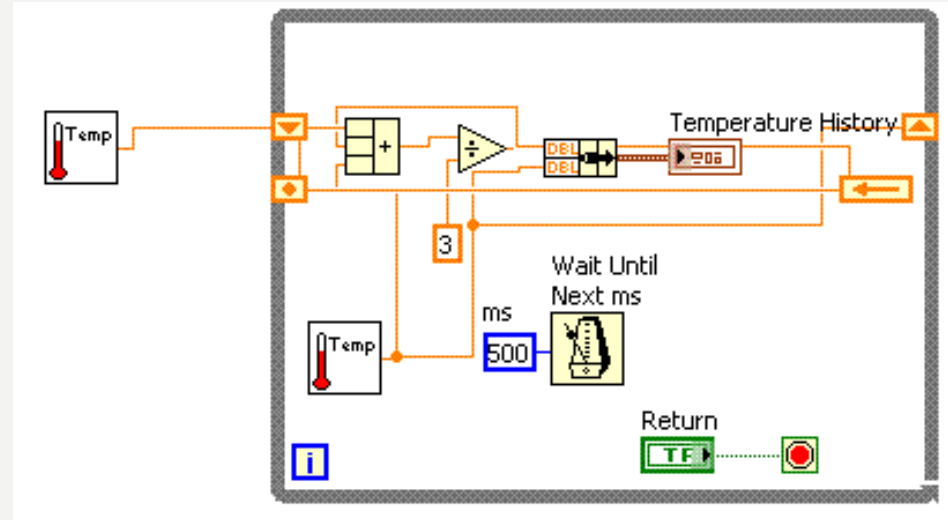 Temperature History
Temp
+
÷
DBL
DBL
3
Wait Until
Next ms
ms
500
Temp
Return
TF
i